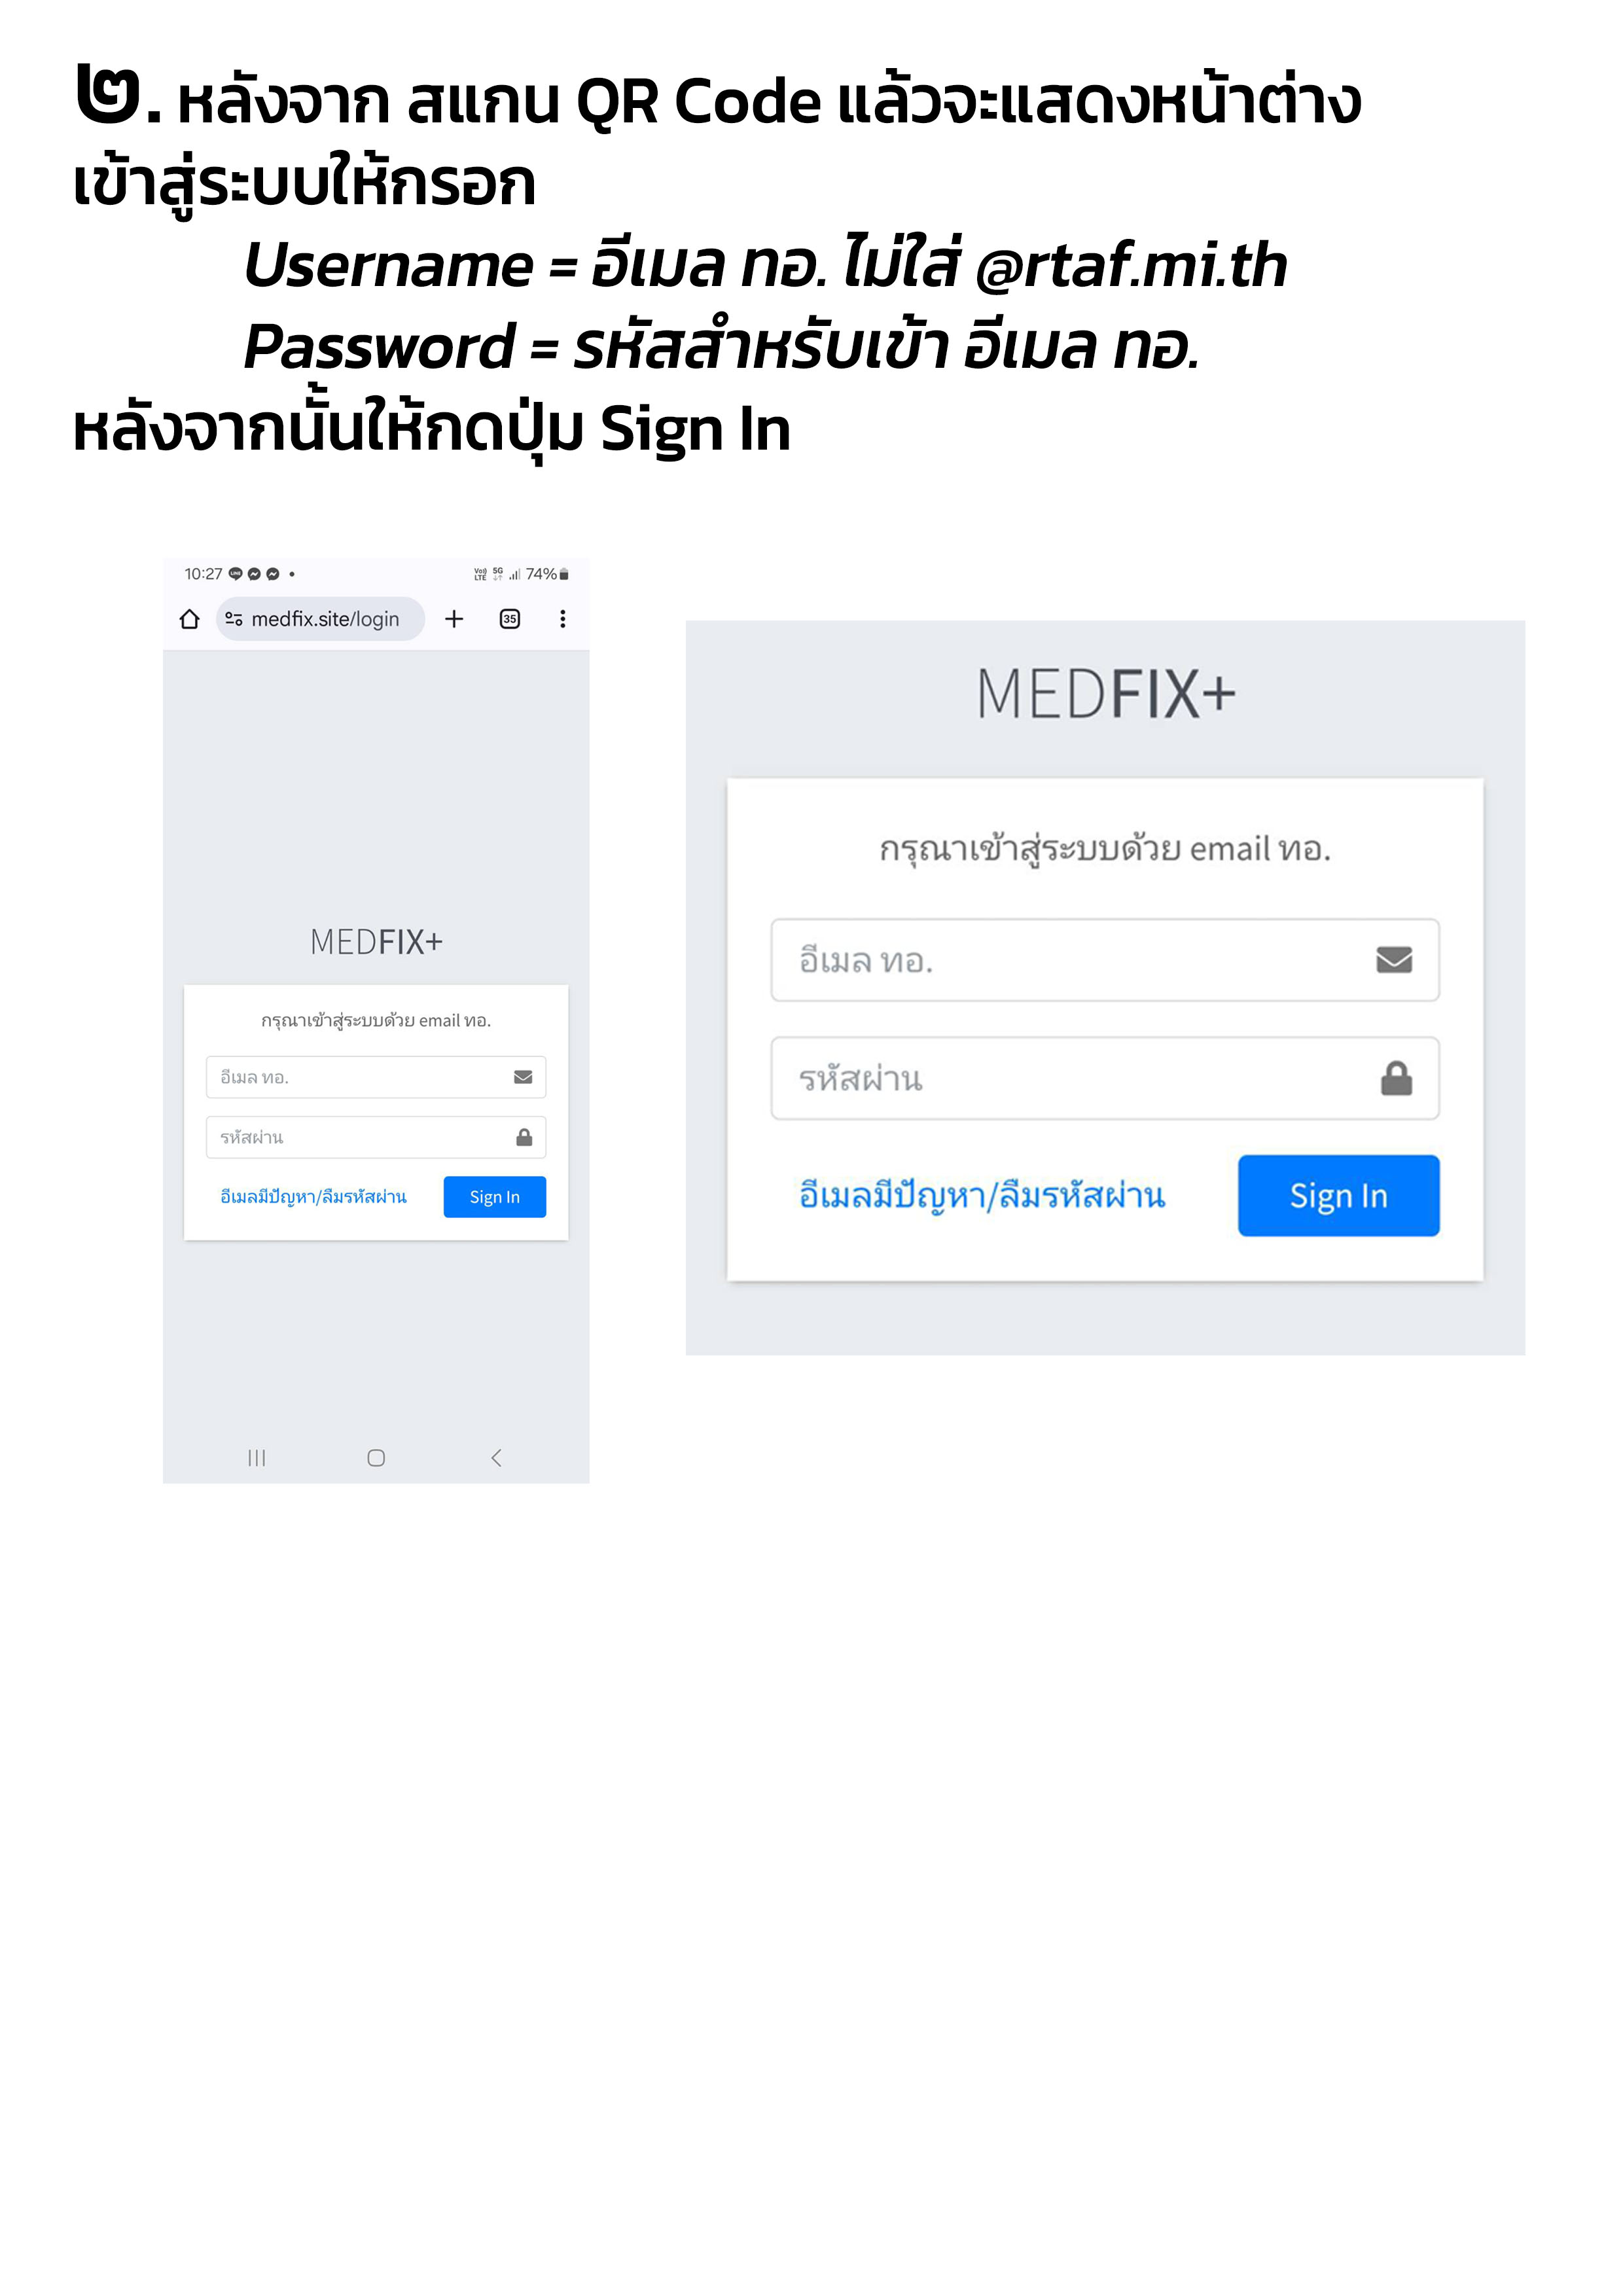 ๒. หลังจาก สแกน QR Code แล้วจะแสดงหน้าต่าง
เข้าสู่ระบบให้กรอก
Username = อีเมล ทอ. ไม่ใส่ @rtaf.mi.th
Password = รหัสสำหรับเข้า อีเมล ทอ.
หลังจากนั้นให้กดปุ่ม Sign In
10:27 74%
medfix.site/login 35
MEDFIX+
กรุณาเข้าสู่ระบบด้วย email ทอ.
อีเมล ทอ.
รหัสผ่าน
อีเมลมีปัญหา/ลืมรหัสผ่าน Sign In
MEDFIX+
กรุณาเข้าสู่ระบบด้วย email ทอ.
อีเมล ทอ.
รหัสผ่าน
อีเมลมีปัญหา/ลืมรหัสผ่าน Sign In